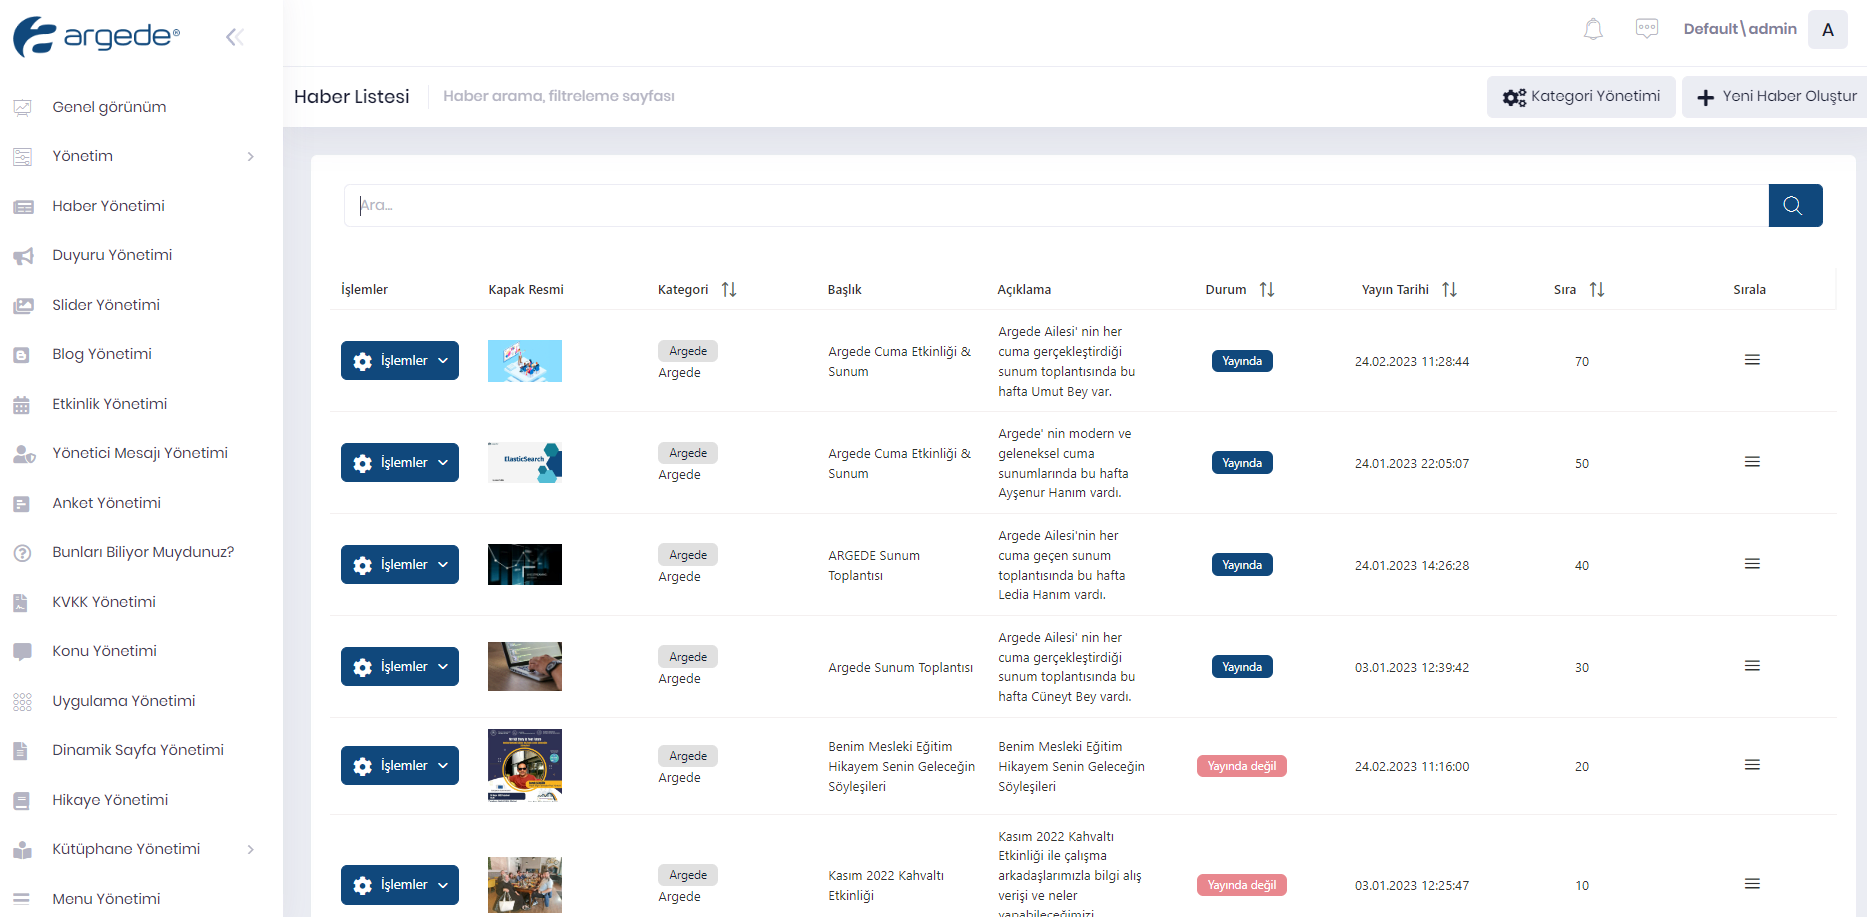 argede®
Default\admin
A
Haber Listesi
Haber arama, filtreleme sayfası
Kategori Yönetimi
Yeni Haber Oluştur
Genel görünüm
Yönetim
Haber Yönetimi
Duyuru Yönetimi
Slider Yönetimi
Blog Yönetimi
Etkinlik Yönetimi
Yönetici Mesajı Yönetimi
Anket Yönetimi
Bunları Biliyor Muydunuz?
KVKK Yönetimi
Konu Yönetimi
Uygulama Yönetimi
Dinamik Sayfa Yönetimi
Hikaye Yönetimi
Kütüphane Yönetimi
Menu Yönetimi
Ara...
İşlemler
Kapak Resmi
Kategori
Başlık
Açıklama
Durum
Yayın Tarihi
Sıra
Sırala
İşlemler
Argede
Argede
Argede Cuma Etkinliği &
Sunum
Argede Ailesi' nin her
cuma gerçekleştirdiği
sunum toplantısında bu
hafta Umut Bey var.
Yayında
24.02.2023 11:28:44
70
İşlemler
ElasticSearch
Argede
Argede
Argede Cuma Etkinliği &
Sunum
Argede' nin modern ve
geleneksel cuma
sunumlarında bu hafta
Ayşenur Hanım vardı.
Yayında
24.01.2023 22:05:07
50
İşlemler
Argede
Argede
ARGEDE Sunum
Toplantısı
Argede Ailesi'nin her
cuma geçen sunum
toplantısında bu hafta
Ledia Hanım vardı.
Yayında
24.01.2023 14:26:28
40
İşlemler
Argede
Argede
Argede Sunum Toplantısı
Argede Ailesi' nin her
cuma gerçekleştirdiği
sunum toplantısında bu
hafta Cüneyt Bey vardı.
Yayında
03.01.2023 12:39:42
30
İşlemler
Argede
Argede
Benim Mesleki Eğitim
Hikayem Senin Geleceğin
Söyleşileri
Benim Mesleki Eğitim
Hikayem Senin Geleceğin
Söyleşileri
Yayında değil
24.02.2023 11:16:00
20
İşlemler
Argede
Argede
Kasım 2022 Kahvaltı
Etkinliği
Kasım 2022 Kahvaltı
Etkinliği ile çalışma
arkadaşlarımızla bilgi alış
verişi ve neler
yapabileceğimizi
Yayında değil
03.01.2023 12:25:47
10